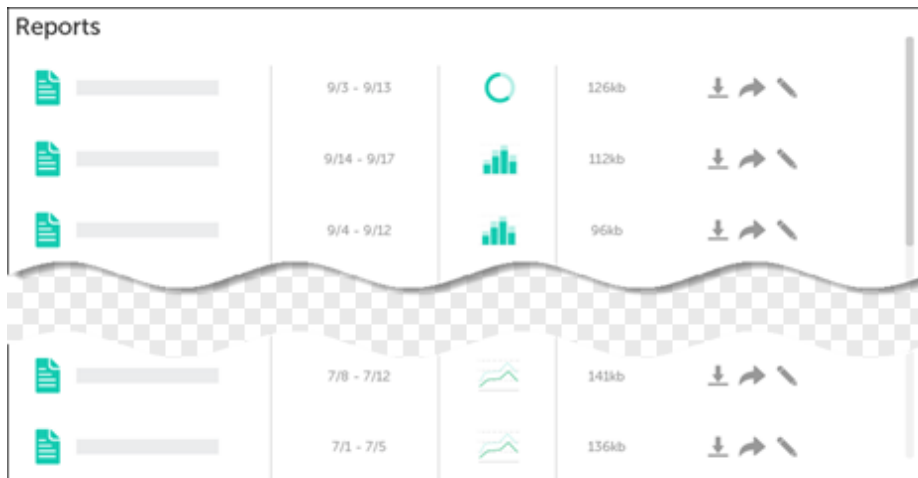 Reports
9/3 - 9/13 126kb
9/14 - 9/17 112kb
9/4 - 9/12 96kb
7/8 - 7/12 141kb
7/1 - 7/5 136kb